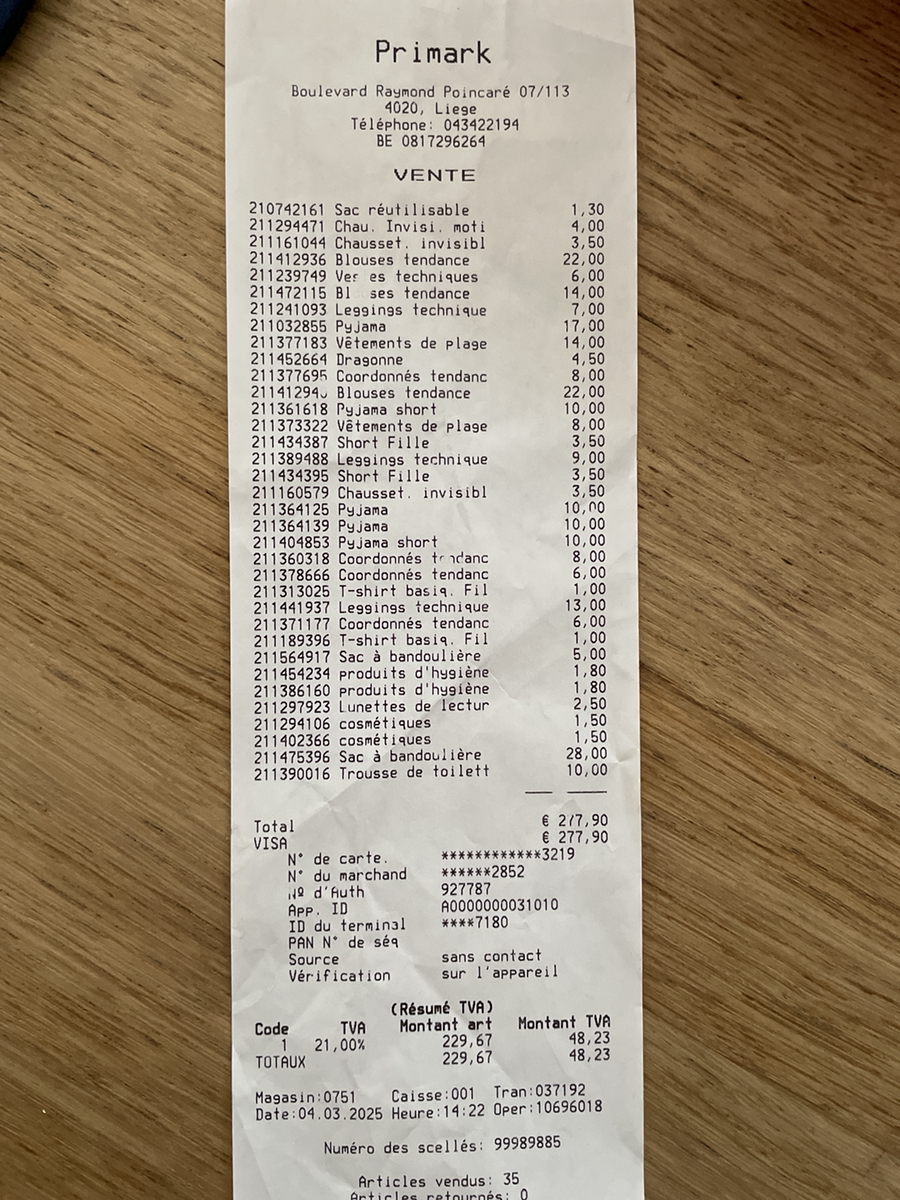 Primark
Boulevard Raymond Poincaré 07/113
4020, Liege
Téléphone: 043422194
BE 0817296264
VENTE
210742161 Sac réutilisable 1,30
211294471 Chau. Invisi. moti 4,00
211161044 Chausset. invisibl 3,50
211412936 Blouses tendance 22,00
211239749 techniques 6,00
211472115 tendance 14,00
211241093 Leggings technique 7,00
211032855 Pyjama 17,00
211377183 Vêtements de plage 14,00
211452664 Dragonne 4,50
211377695 Coordonnés tendanc 8,00
Blouses tendance 22,00
211361618 Pyjama short 10,00
211373322 Vêtements de plage 8,00
211434387 Short Fille 3,50
211389488 Leggings technique 9,00
211434395 Short Fille 3,50
211160579 Chausset. invisibl 3,50
211364125 Pyjama 10,00
211364139 Pyjama 10,00
211404853 Pyjama short 10,00
211360318 Coordonnés tendanc 8,00
211378666 Coordonnés tendanc 6,00
211313025 T-shirt basiq. Fil 1,00
211441937 Leggings technique 13,00
211371177 Coordonnés tendanc 6,00
211189396 T-shirt basiq. Fil 1,00
211564917 Sac à bandoulière 5,00
211454234 produits d'hygiène 1,80
211386160 produits d'hygiène 1,80
211297923 Lunettes de lectur 2,50
211294106 cosmétiques 1,50
211402366 cosmétiques 1,50
211475396 Sac à bandoulière 28,00
211390016 Trousse de toilett 10,00
Total € 277,90
VISA € 277,90
N° de carte. ************3219
N° du marchand ******2852
Nº d'Auth 927787
App. ID A0000000031010
ID du terminal ****7180
PAN N° de séq
Source sans contact
Vérification sur l'appareil
(Résumé TVA)
Code TVA Montant art Montant TVA
1 21,00% 229,67 48,23
TOTAUX 229,67 48,23
Magasin:0751 Caisse:001 Tran:037192
Date:04.03.2025 Heure:14:22 Oper:10696018
Numéro des scellés: 99989885
Articles vendus: 35
Articles retournés: 0